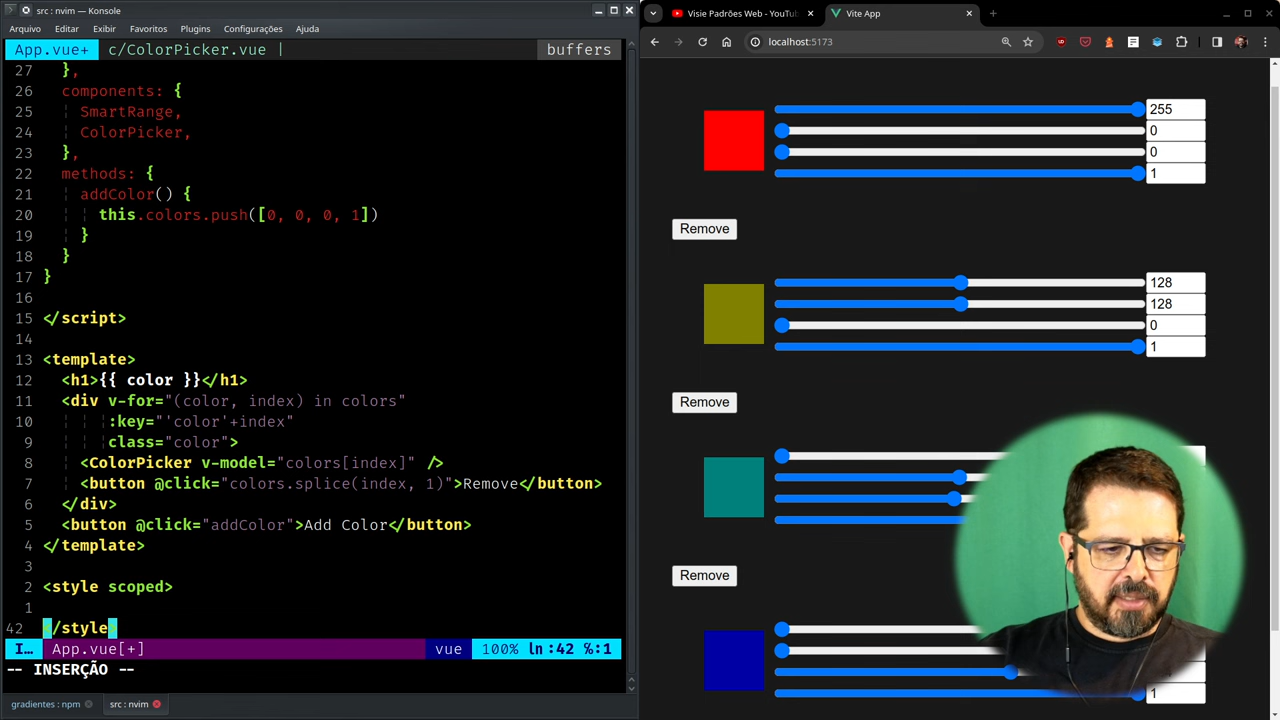 src : nvim — Konsole
Arquivo Editar Exibir Favoritos Plugins Configurações Ajuda
App.vue+ c/ColorPicker.vue | buffers
27 },
26 components: {
25 SmartRange,
24 ColorPicker,
23 },
22 methods: {
21 addColor() {
20 this.colors.push([0, 0, 0, 1])
19 }
18 }
17 }
16
15 </script>
14
13 <template>
12 <h1>{{ color }}</h1>
11 <div v-for="(color, index) in colors"
10 :key="'color'+index"
9 class="color">
8 <ColorPicker v-model="colors[index]" />
7 <button @click="colors.splice(index, 1)">Remove</button>
6 </div>
5 <button @click="addColor">Add Color</button>
4 </template>
3
2 <style scoped>
1
42 </style>
I… App.vue[+] vue 100% ln:42 %:1
-- INSERÇÃO --
gradientes : npm src : nvim
Visie Padrões Web - YouTu Vite App
localhost:5173
255
0
0
1
Remove
128
128
0
1
Remove
Remove
1